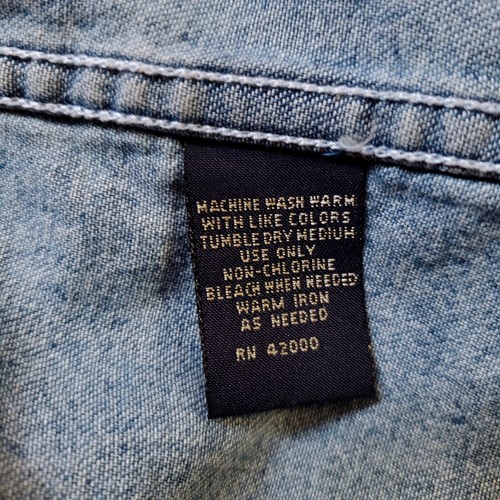 MACHINE WASH WARM
WITH LIKE COLORS
TUMBLE DRY MEDIUM
USE ONLY
NON-CHLORINE
BLEACH WHEN NEEDED
WARM IRON
AS NEEDED
RN 42000